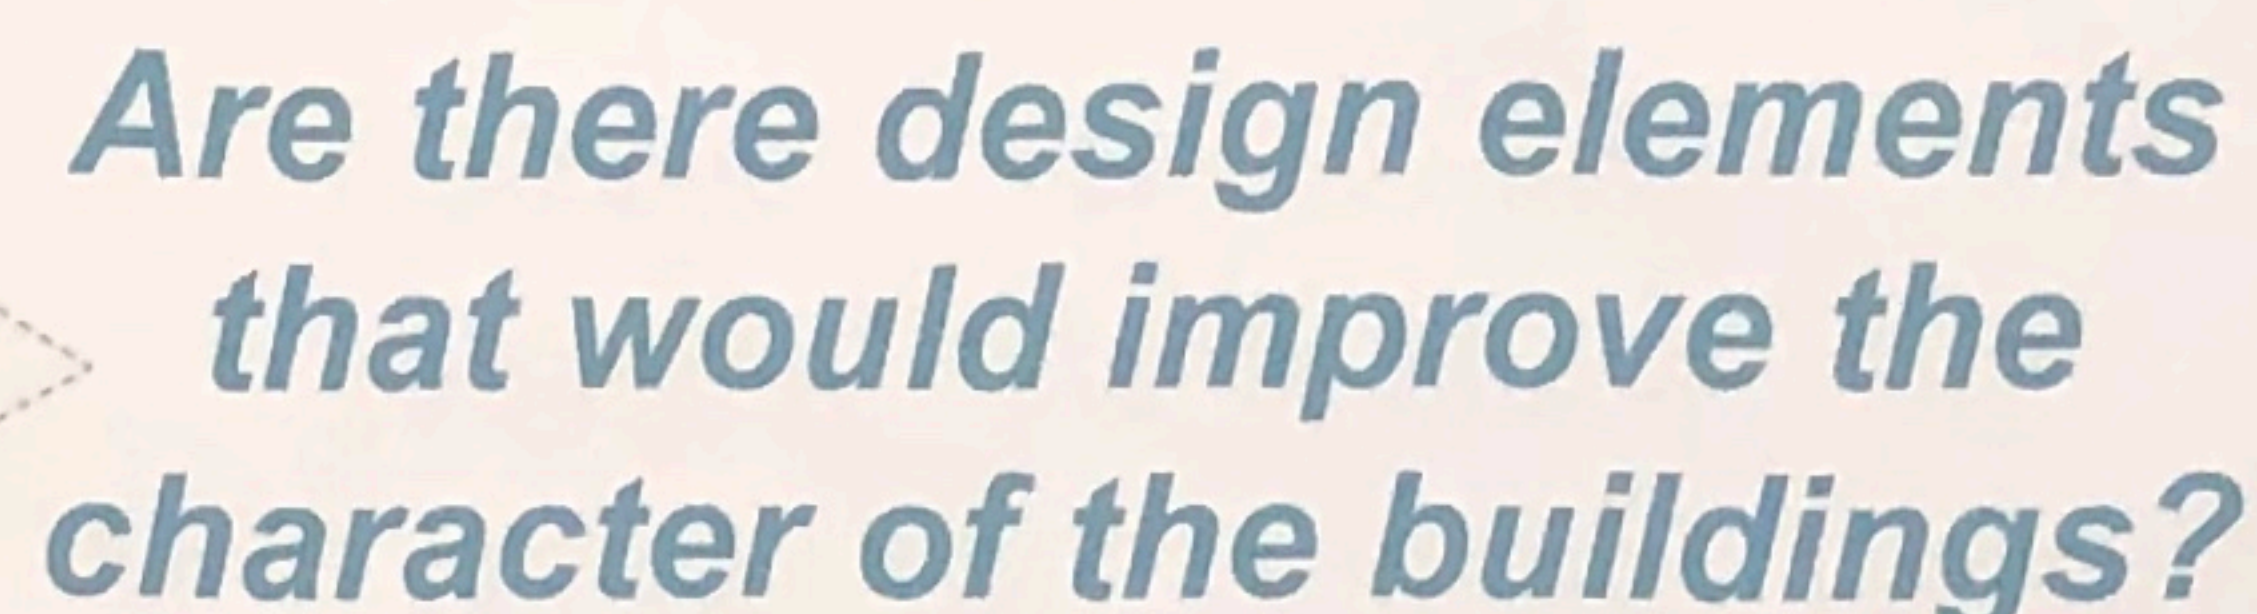 Are there design elements
that would improve the
character of the buildings?